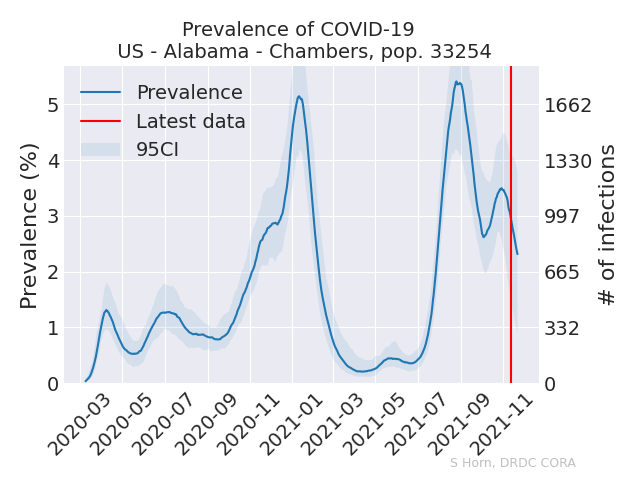 Prevalence of COVID-19
US - Alabama - Chambers, pop. 33254
Prevalence
Latest data
95CI
Prevalence (%)
5
4
3
2
1
0
1662
1330
997
665
332
0
# of infections
2020-03
2020-05
2020-07
2020-09
2020-11
2021-01
2021-03
2021-05
2021-07
2021-09
2021-11
S Horn, DRDC CORA